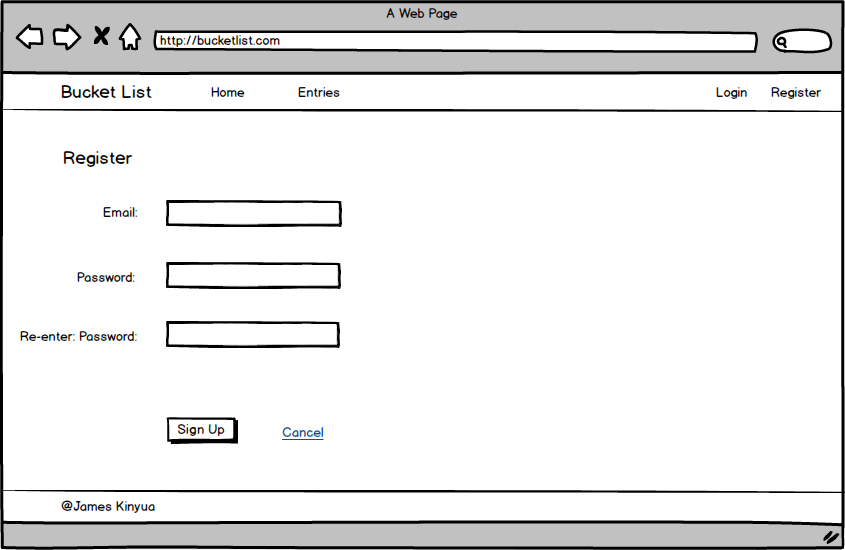 A Web Page
http://bucketlist.com
Bucket List Home Entries Login Register
Register
Email:
Password:
Re-enter: Password:
Sign Up Cancel
@James Kinyua